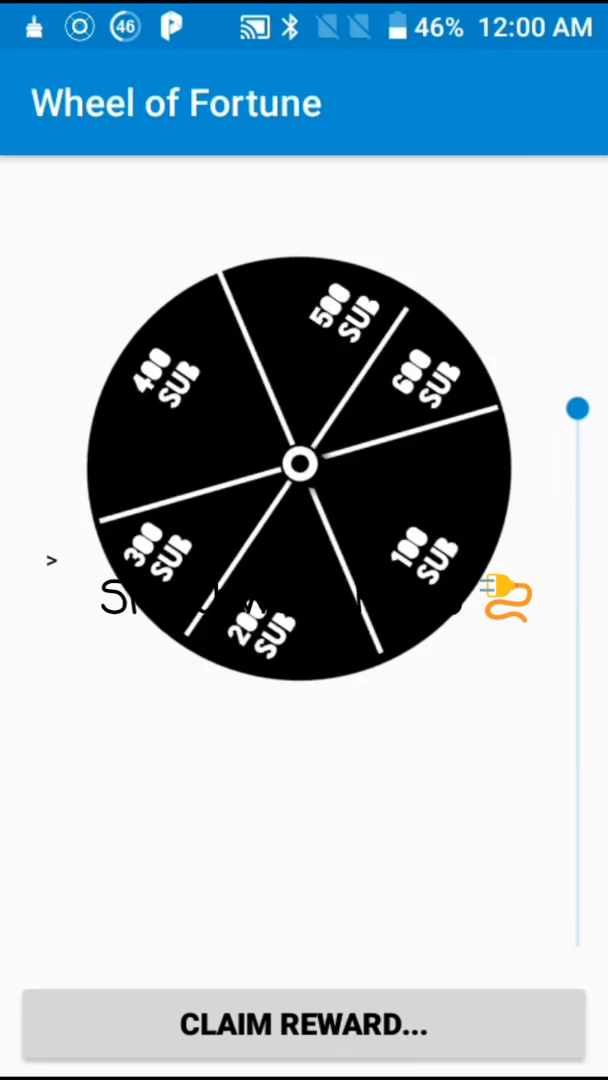 46 46% 12:00 AM
Wheel of Fortune
500
SUB
400
SUB
600
SUB
300
SUB
100
SUB
>
200
SUB
CLAIM REWARD...